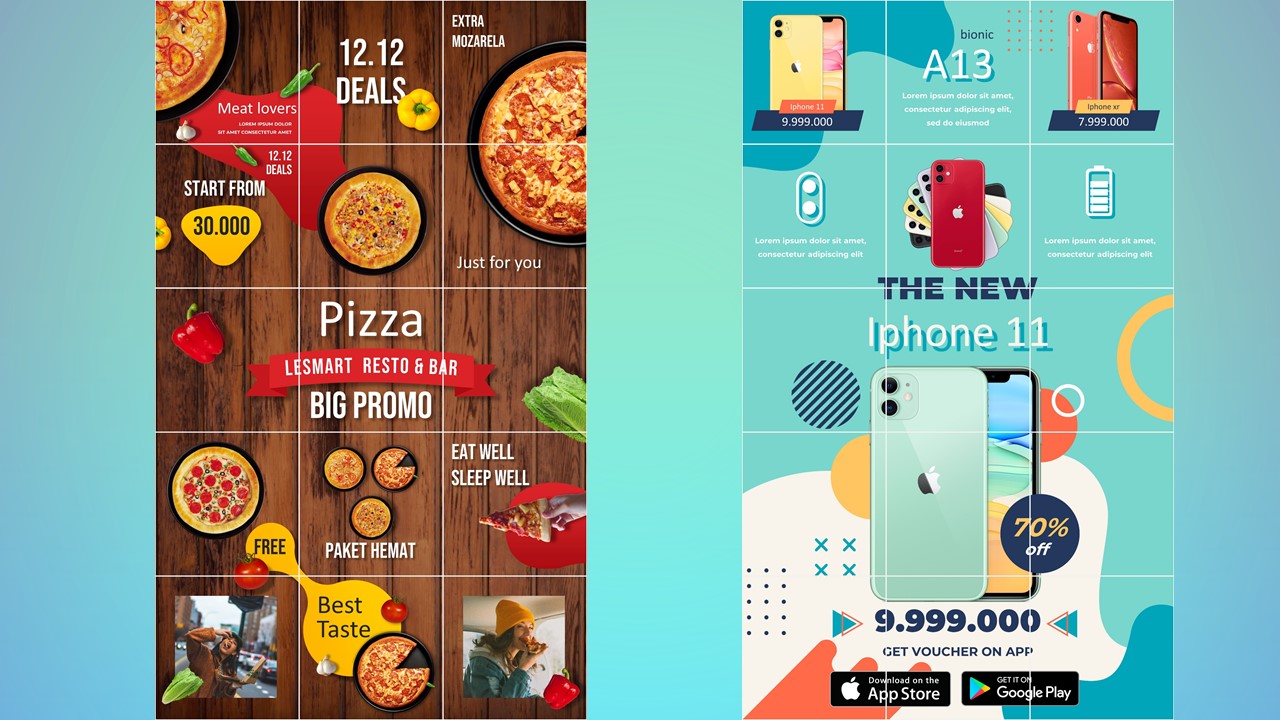 EXTRA
MOZARELA
12.12
DEALS
Meat lovers
LOREM IPSUM DOLOR
SIT AMET CONSECTETUR AMET
12.12
DEALS
START FROM
30.000
Just for you
Pizza
LESMART RESTO & BAR
BIG PROMO
EAT WELL
SLEEP WELL
FREE
PAKET HEMAT
Best
Taste
bionic
A13
Lorem ipsum dolor sit amet,
consectetur adipiscing elit,
sed do eiusmod
Iphone 11
9.999.000
Iphone xr
7.999.000
Lorem ipsum dolor sit amet,
consectetur adipiscing elit
Lorem ipsum dolor sit amet,
consectetur adipiscing elit
THE NEW
Iphone 11
70%
off
9.999.000
GET VOUCHER ON APP
Download on the
App Store
GET IT ON
Google Play